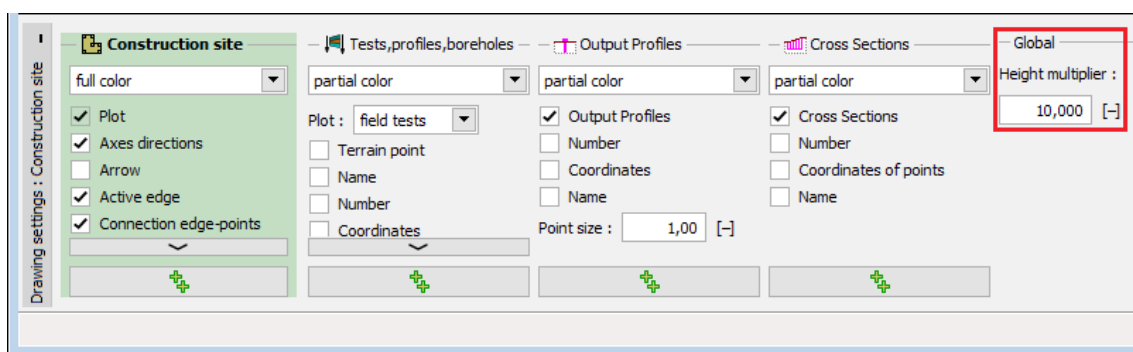 Drawing settings : Construction site
Construction site
full color
Plot
Axes directions
Arrow
Active edge
Connection edge-points
Tests,profiles,boreholes
partial color
Plot : field tests
Terrain point
Name
Number
Coordinates
Output Profiles
partial color
Output Profiles
Number
Coordinates
Name
Point size : 1,00 [–]
Cross Sections
partial color
Cross Sections
Number
Coordinates of points
Name
Global
Height multiplier :
10,000 [–]